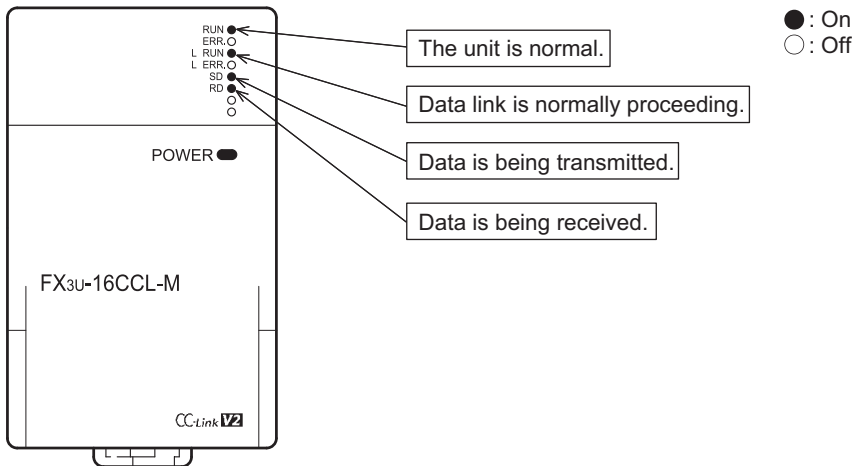 RUN
ERR.
L RUN
L ERR.
SD
RD
POWER
FX3U-16CCL-M
CC-Link V2
The unit is normal.
Data link is normally proceeding.
Data is being transmitted.
Data is being received.
: On
: Off